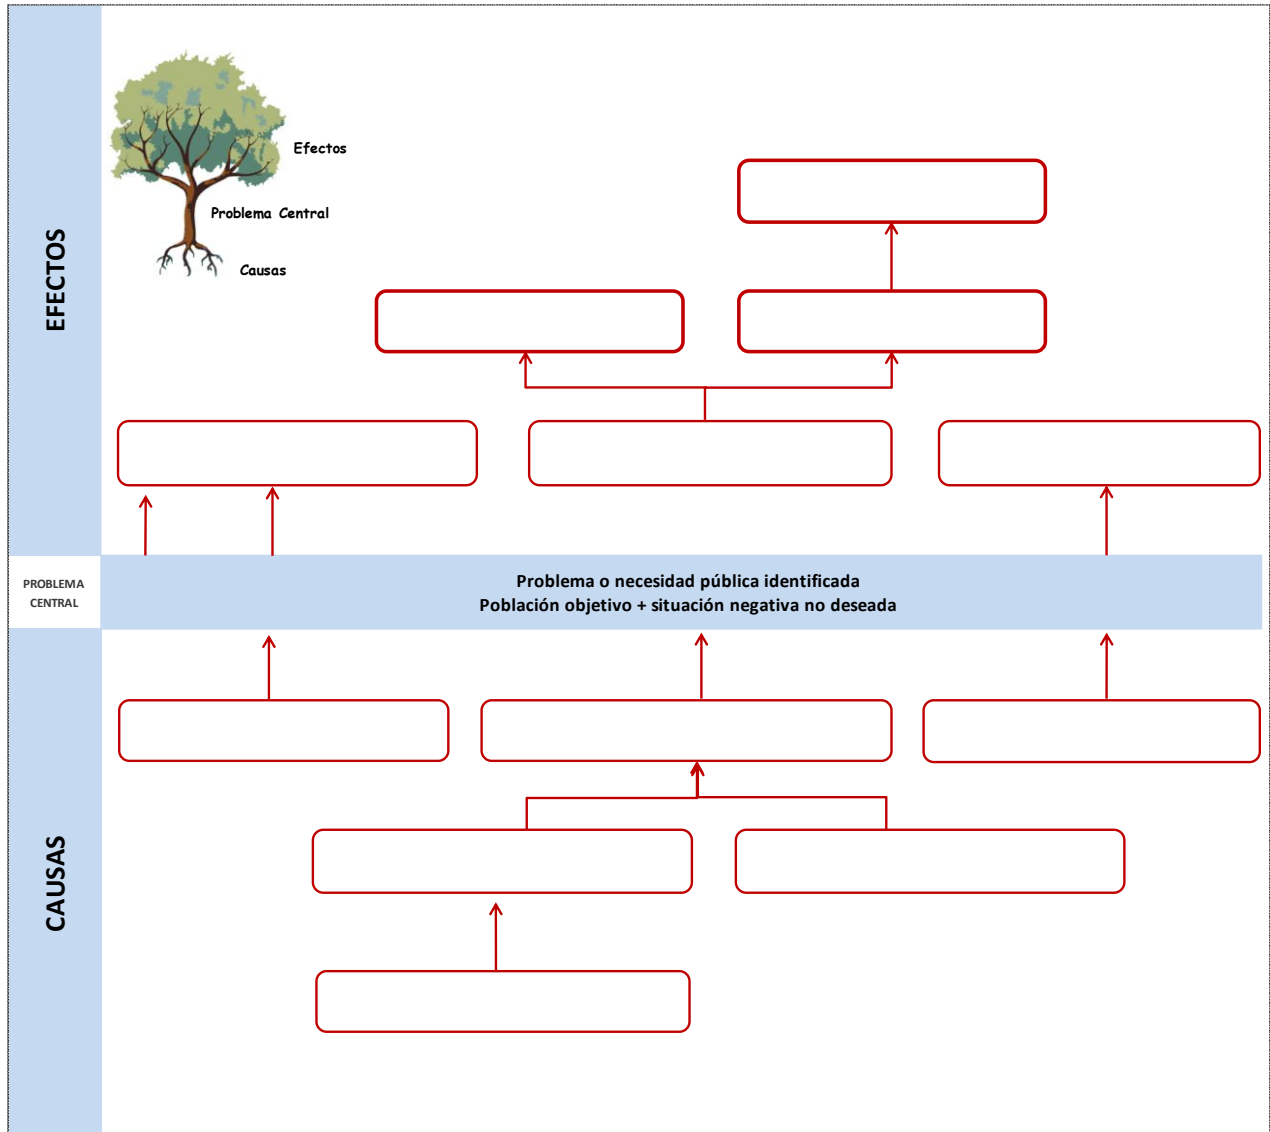 EFECTOS
Efectos
Problema Central
Causas
PROBLEMA
CENTRAL
Problema o necesidad pública identificada
Población objetivo + situación negativa no deseada
CAUSAS